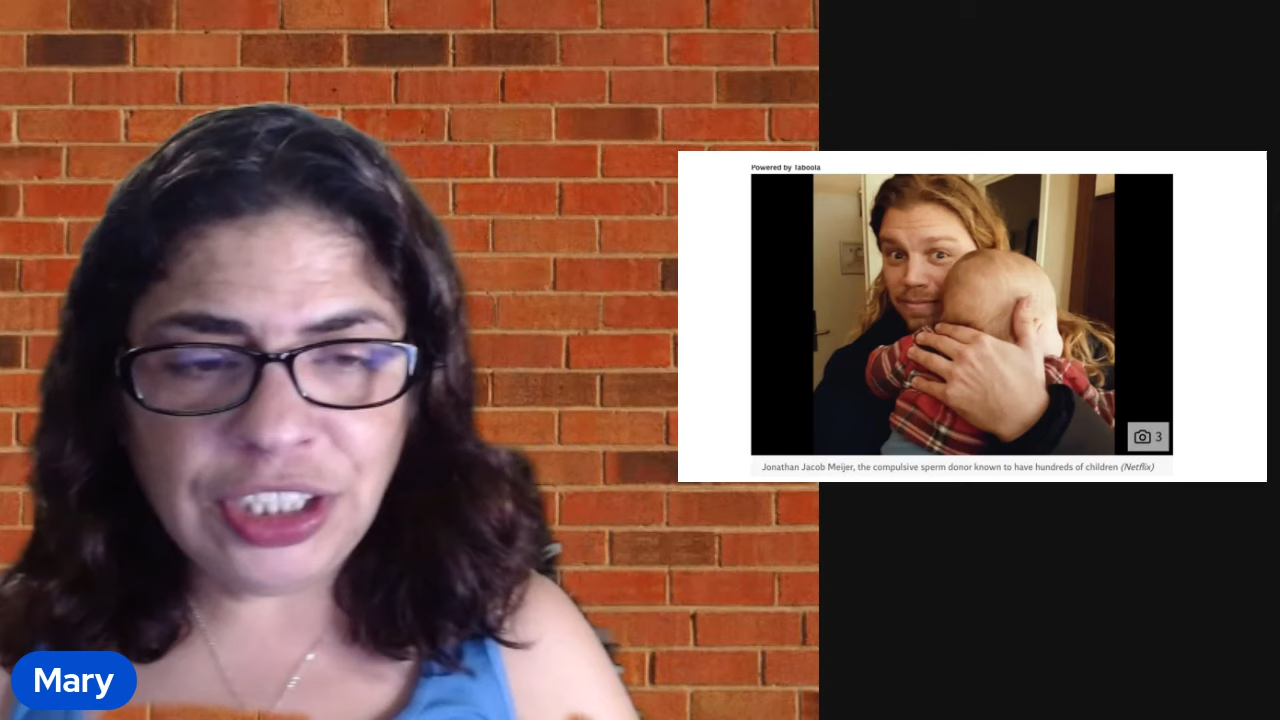 Powered by Taboola
3
Jonathan Jacob Meijer, the compulsive sperm donor known to have hundreds of children (Netflix)
Mary